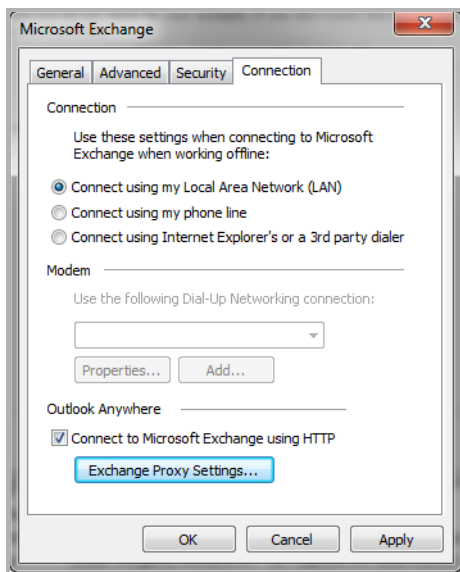 Microsoft Exchange
General Advanced Security Connection
Connection
Use these settings when connecting to Microsoft
Exchange when working offline:
Connect using my Local Area Network (LAN)
Connect using my phone line
Connect using Internet Explorer's or a 3rd party dialer
Modem
Use the following Dial-Up Networking connection:
Properties... Add...
Outlook Anywhere
Connect to Microsoft Exchange using HTTP
Exchange Proxy Settings...
OK Cancel Apply